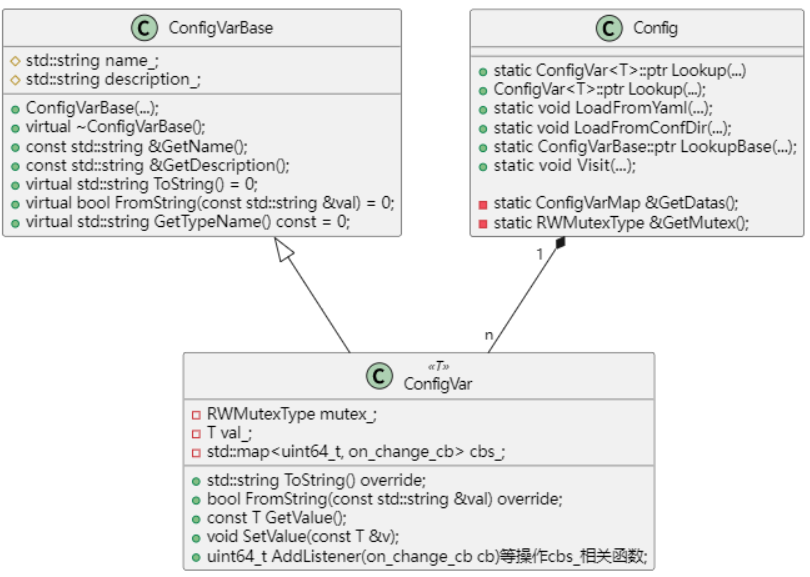 C ConfigVarBase
std::string name_;
std::string description_;
ConfigVarBase(...);
virtual ~ConfigVarBase();
const std::string &GetName();
const std::string &GetDescription();
virtual std::string ToString() = 0;
virtual bool FromString(const std::string &val) = 0;
virtual std::string GetTypeName() const = 0;
C Config
static ConfigVar<T>::ptr Lookup(...)
ConfigVar<T>::ptr Lookup(...);
static void LoadFromYaml(...);
static void LoadFromConfDir(...);
static ConfigVarBase::ptr LookupBase(...);
static void Visit(...);
static ConfigVarMap &GetDatas();
static RWMutexType &GetMutex();
1
n
«T»
C ConfigVar
RWMutexType mutex_;
T val_;
std::map<uint64_t, on_change_cb> cbs_;
std::string ToString() override;
bool FromString(const std::string &val) override;
const T GetValue();
void SetValue(const T &v);
uint64_t AddListener(on_change_cb cb)等操作cbs_相关函数;